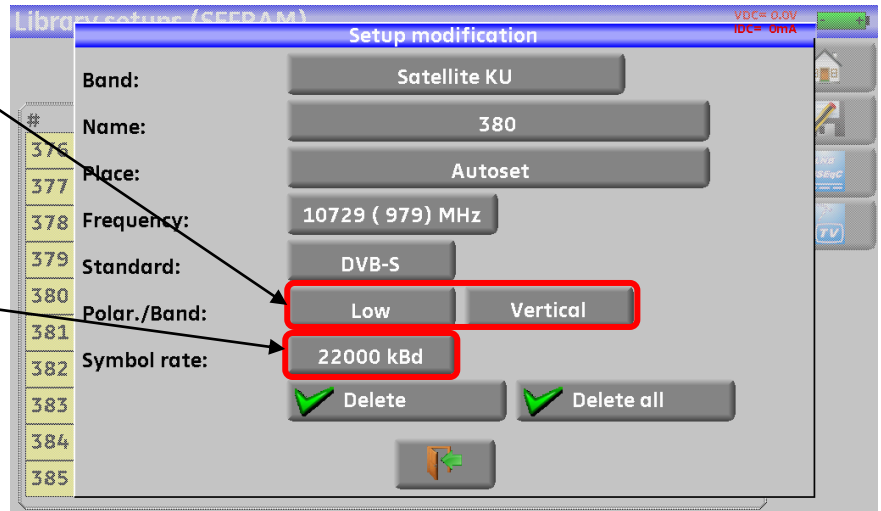 Library setups (SEFRAM)
VDC= 0.0V
IDC= 0mA
Setup modification
Band: Satellite KU
#
Name: 380
376
Place: Autoset
377
378 Frequency: 10729 ( 979) MHz
379 Standard: DVB-S
380 Polar./Band: Low Vertical
381
382 Symbol rate: 22000 kBd
383 Delete Delete all
384
385
TV